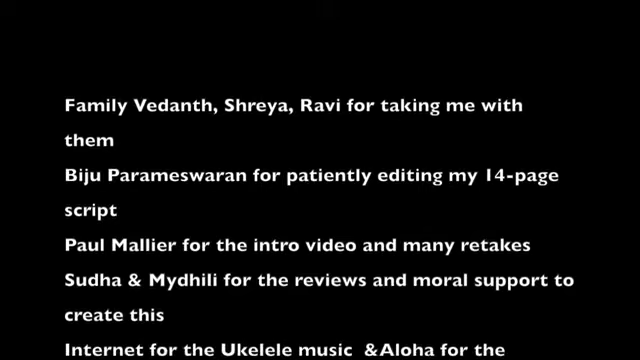 Family Vedanth, Shreya, Ravi for taking me with
them
Biju Parameswaran for patiently editing my 14-page
script
Paul Mallier for the intro video and many retakes
Sudha & Mydhili for the reviews and moral support to
create this
Internet for the Ukelele music  &Aloha for the